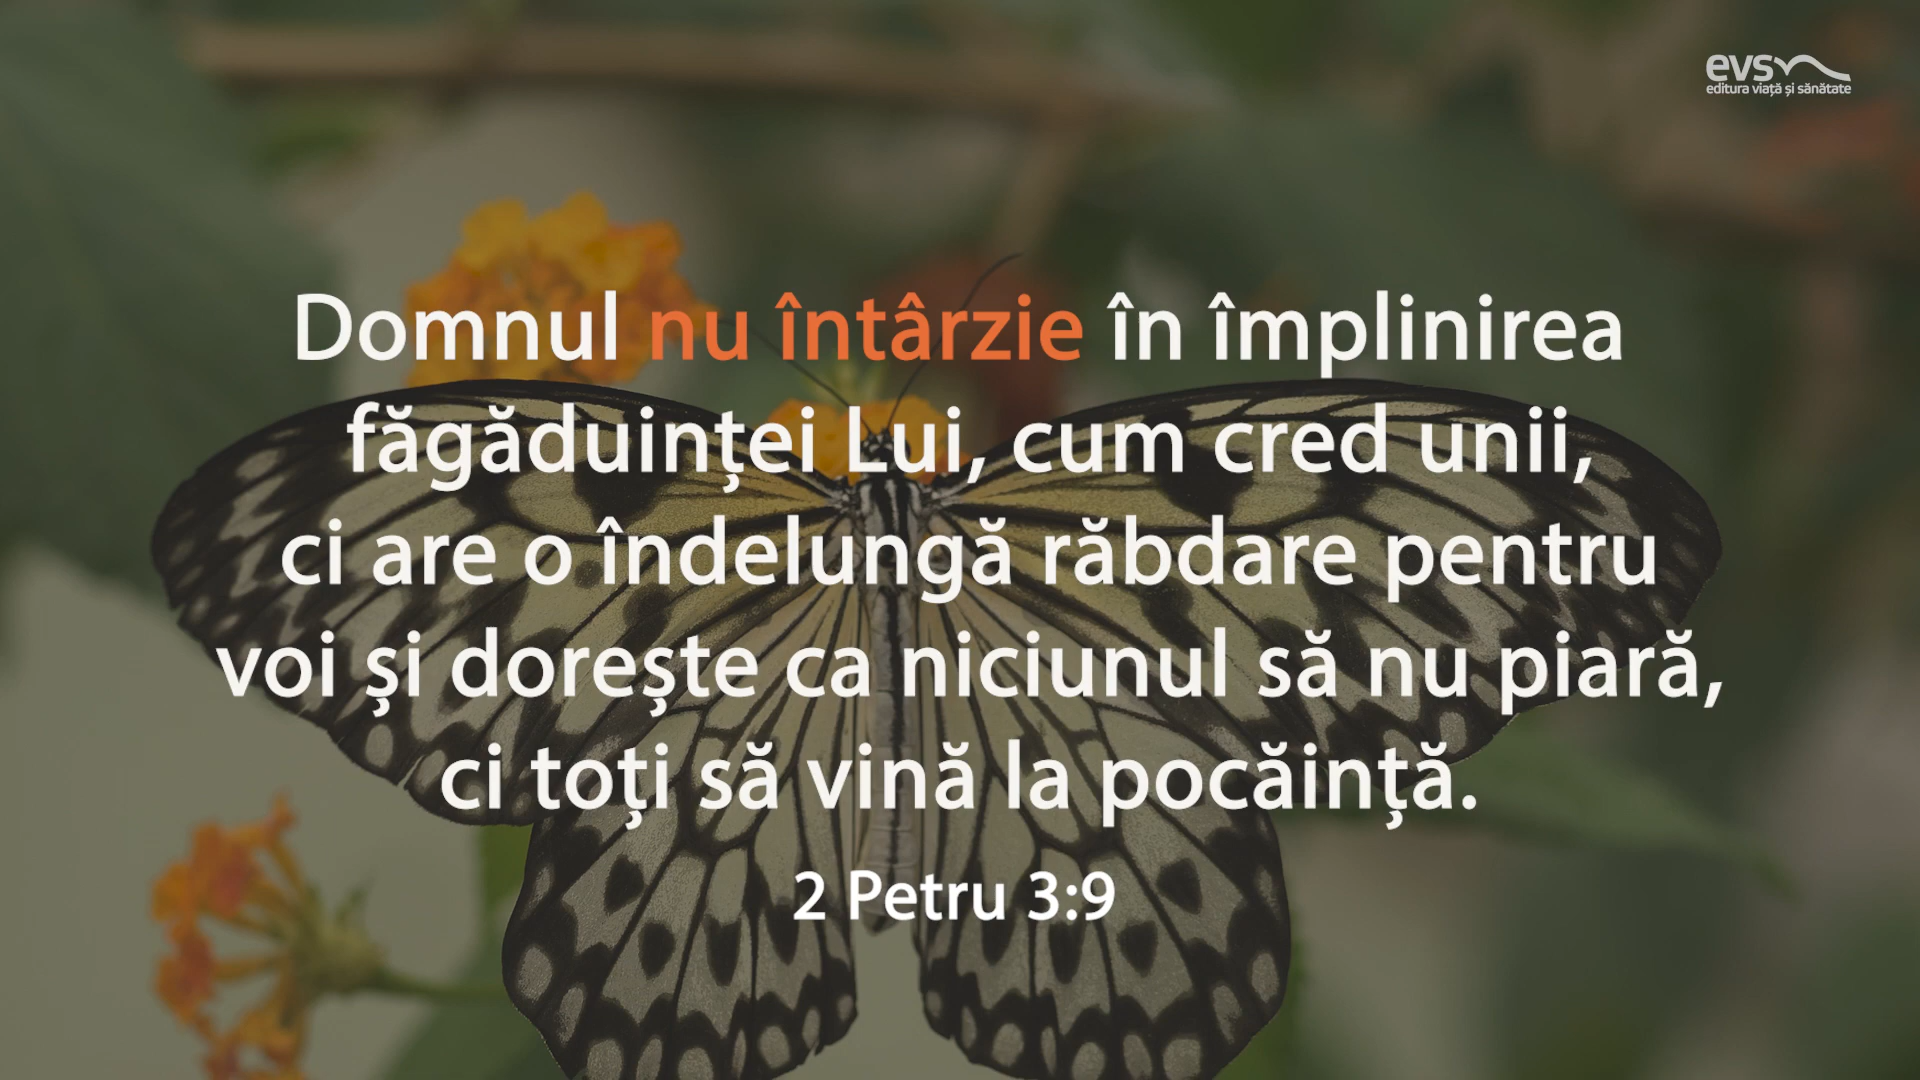 evs
editura viață și sănătate
Domnul nu întârzie în împlinirea
făgăduinței Lui, cum cred unii,
ci are o îndelungă răbdare pentru
voi și dorește ca niciunul să nu piară,
ci toți să vină la pocăință.
2 Petru 3:9